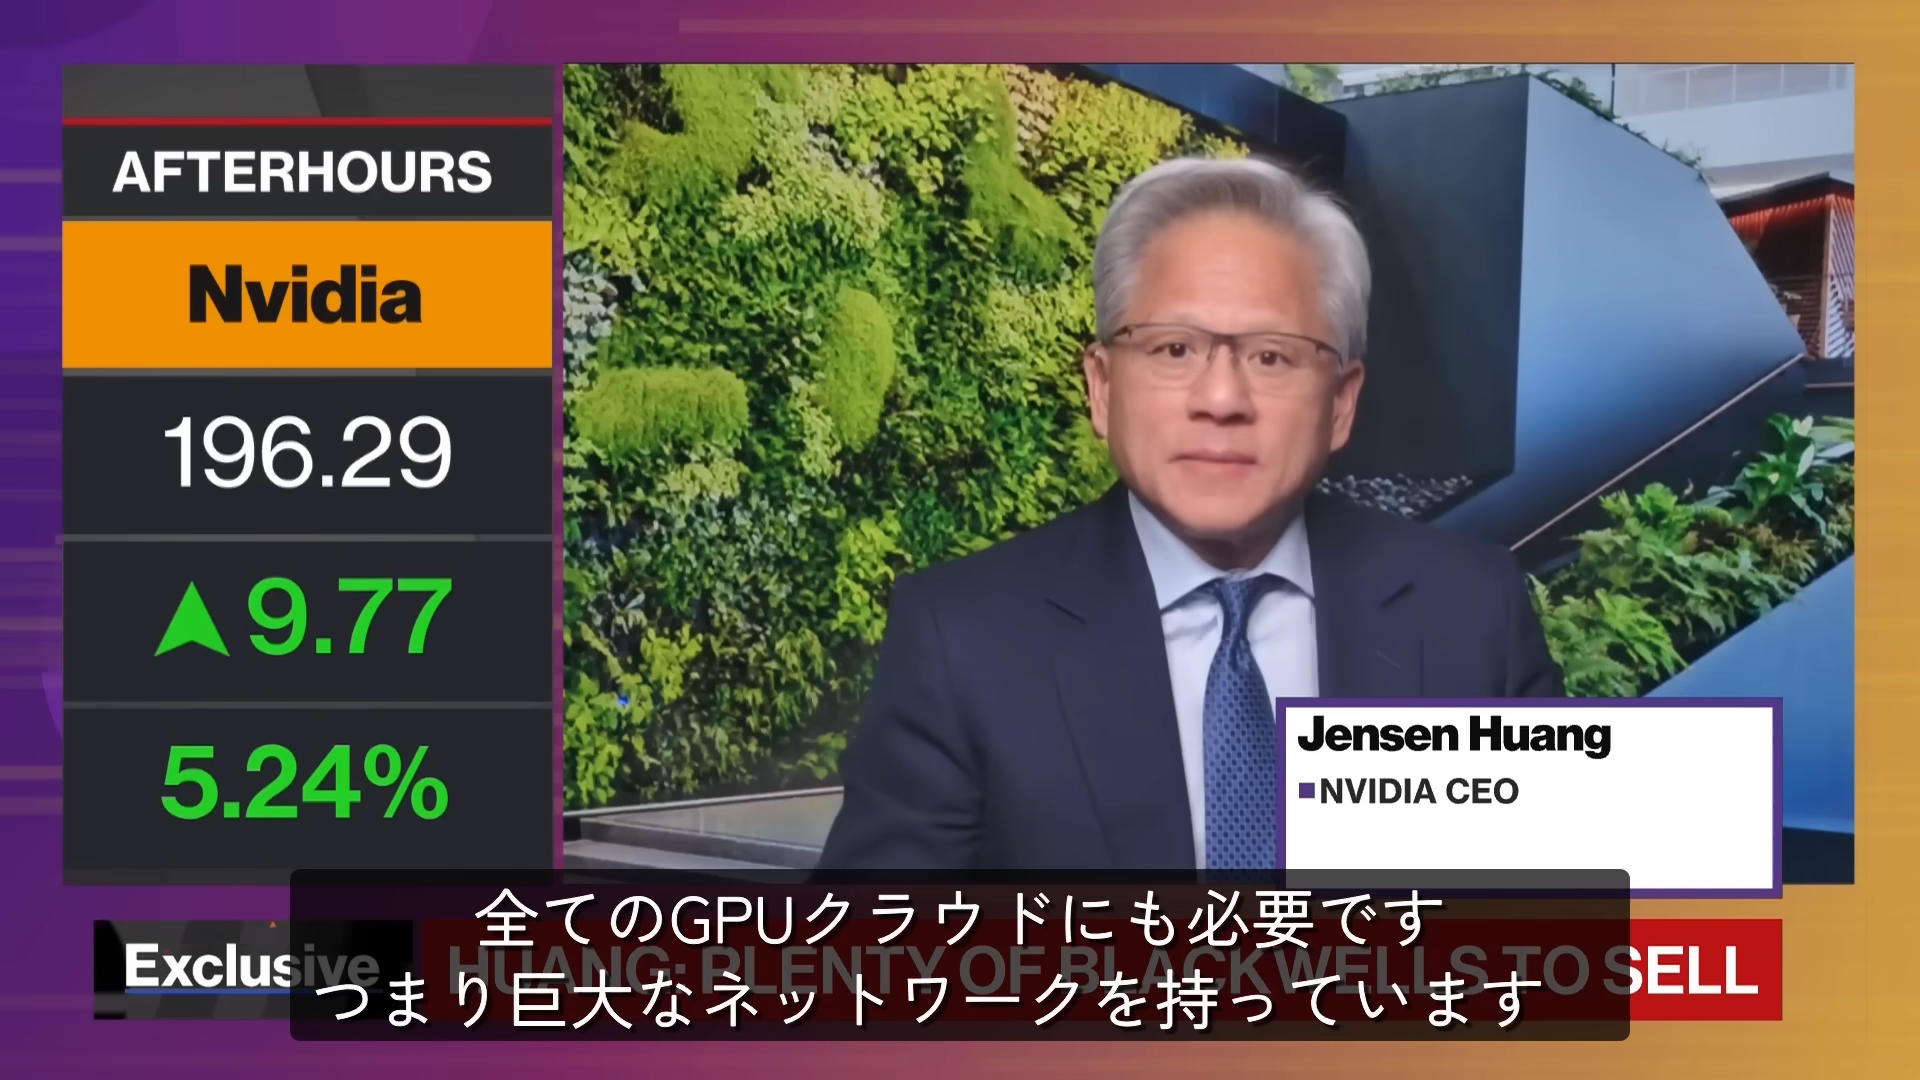 AFTERHOURS
Nvidia
196.29
▲9.77
5.24%
Jensen Huang
NVIDIA CEO
Exclusive
HUANG: PLENTY OF BLACKWELLS TO SELL
全てのGPUクラウドにも必要です
つまり巨大なネットワークを持っています